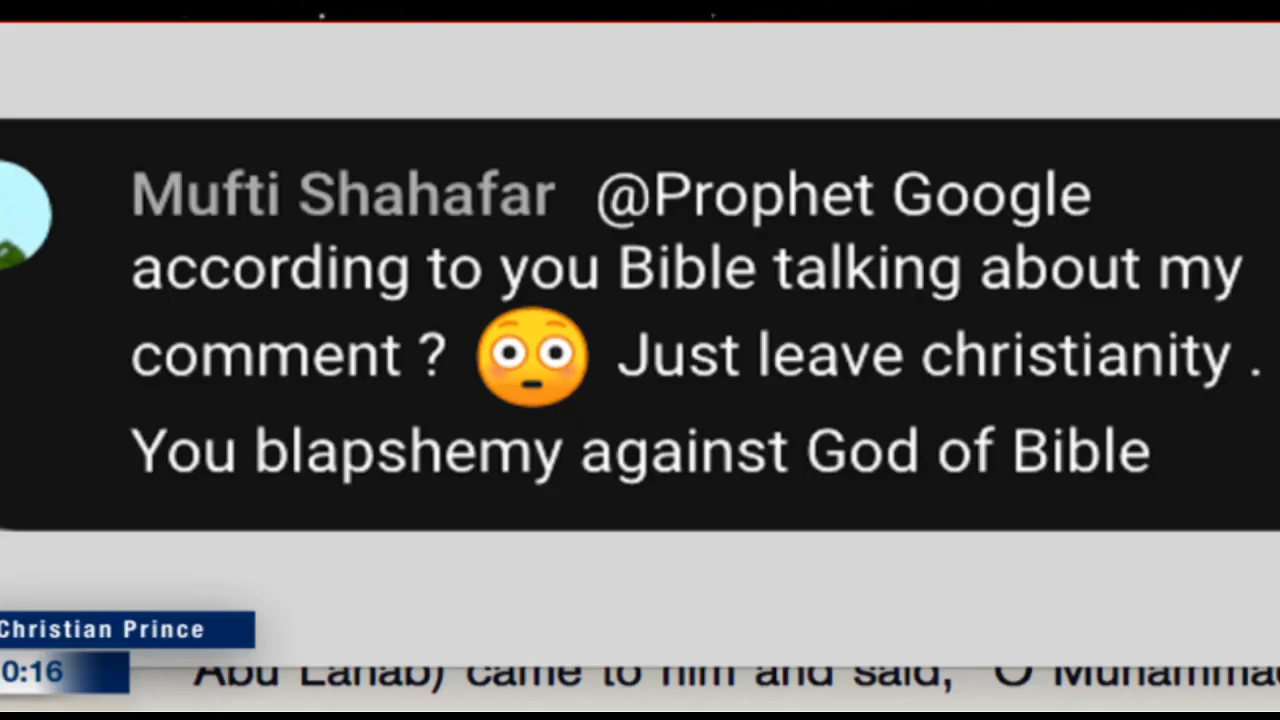 Mufti Shahafar @Prophet Google
according to you Bible talking about my
comment ? 😳 Just leave christianity .
You blapshemy against God of Bible
Christian Prince
0:16
Abu Lahab) came to him and said, "O Muhammad